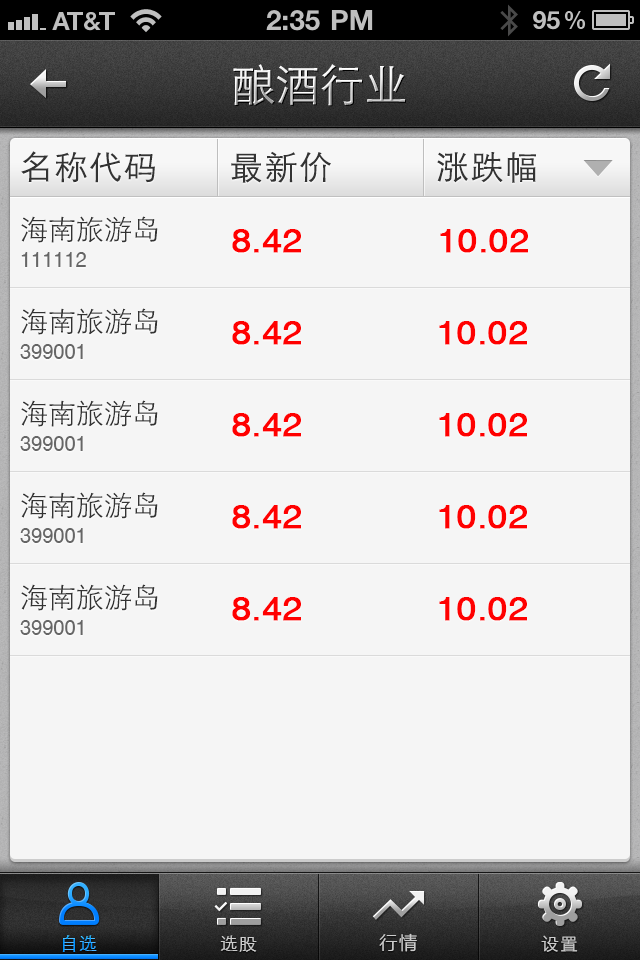 AT&T 2:35 PM 95%
酿酒行业
名称代码 最新价 涨跌幅
海南旅游岛 8.42 10.02
111112
海南旅游岛 8.42 10.02
399001
海南旅游岛 8.42 10.02
399001
海南旅游岛 8.42 10.02
399001
海南旅游岛 8.42 10.02
399001
自选 选股 行情 设置